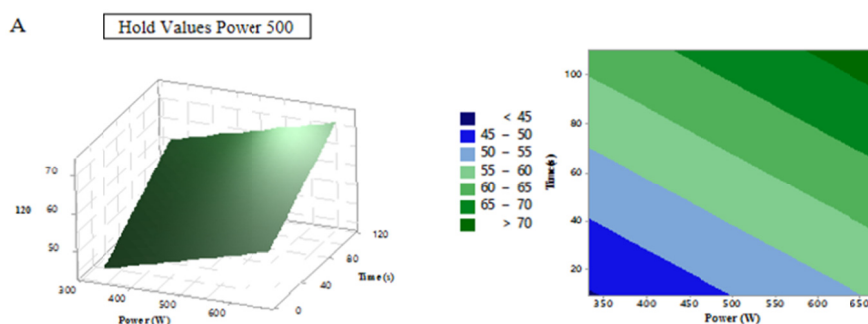 A
Hold Values Power 500
70
60
50
120
300
400
500
600
0
40
80
120
Power (W)
Time (s)
< 45
45 – 50
50 – 55
55 – 60
60 – 65
65 – 70
> 70
Time(s)
100
80
60
40
20
350 400 450 500 550 600 650
Power (W)